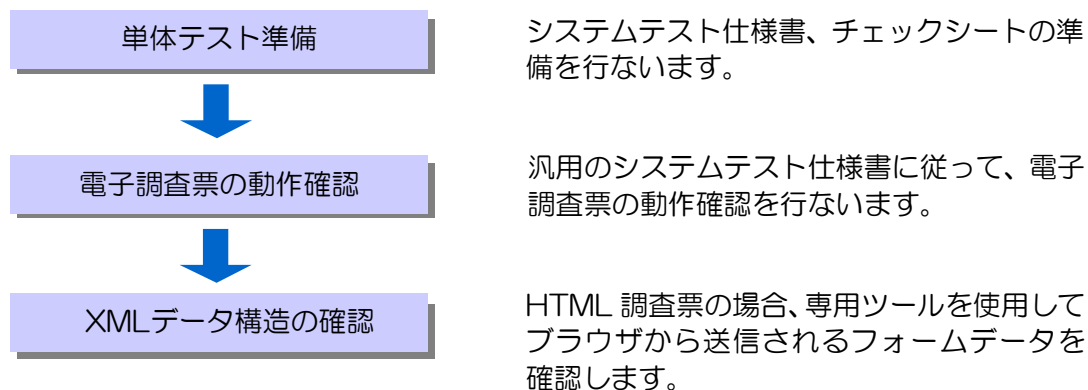 単体テスト準備
システムテスト仕様書、チェックシートの準
備を行ないます。
電子調査票の動作確認
汎用のシステムテスト仕様書に従って、電子
調査票の動作確認を行ないます。
XMLデータ構造の確認
HTML 調査票の場合、専用ツールを使用して
ブラウザから送信されるフォームデータを
確認します。